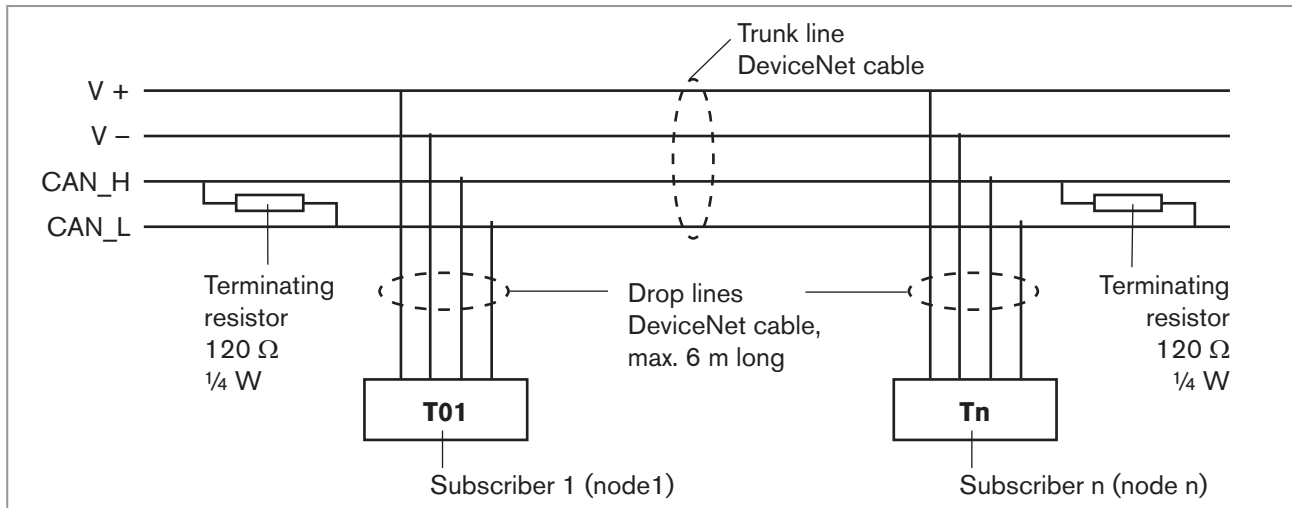 Trunk line
DeviceNet cable
V +
V –
CAN_H
CAN_L
Terminating
resistor
120 Ω
¼ W
Drop lines
DeviceNet cable,
max. 6 m long
Terminating
resistor
120 Ω
¼ W
T01
Tn
Subscriber 1 (node1)
Subscriber n (node n)